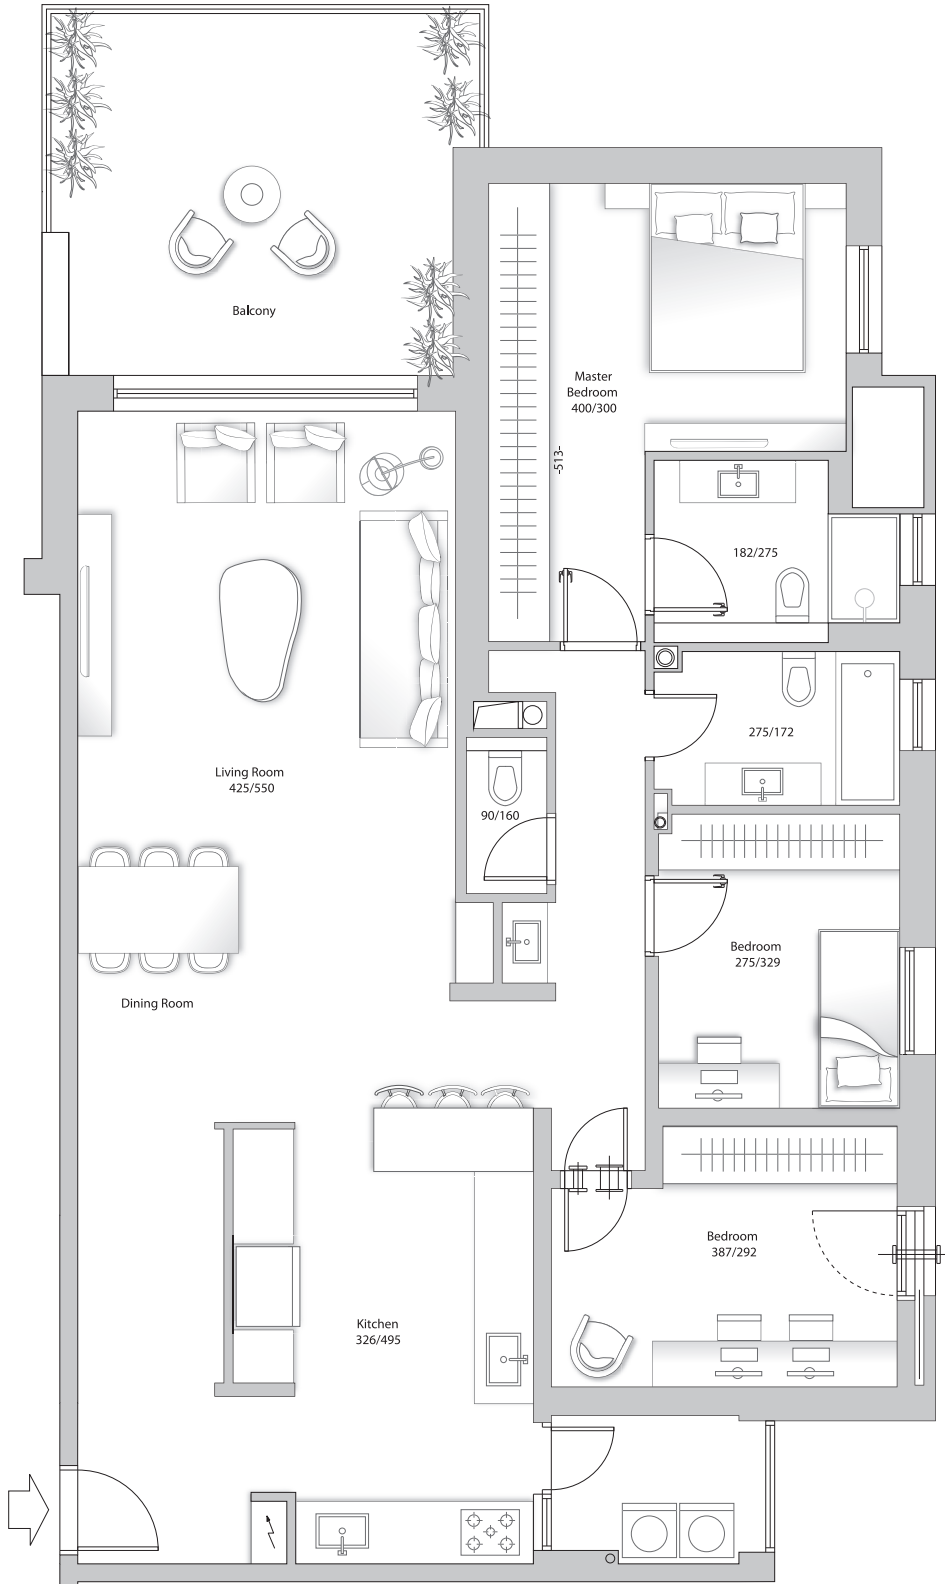 Balcony
Master
Bedroom
400/300
-513-
182/275
275/172
Living Room
425/550
90/160
Bedroom
275/329
Dining Room
Bedroom
387/292
Kitchen
326/495